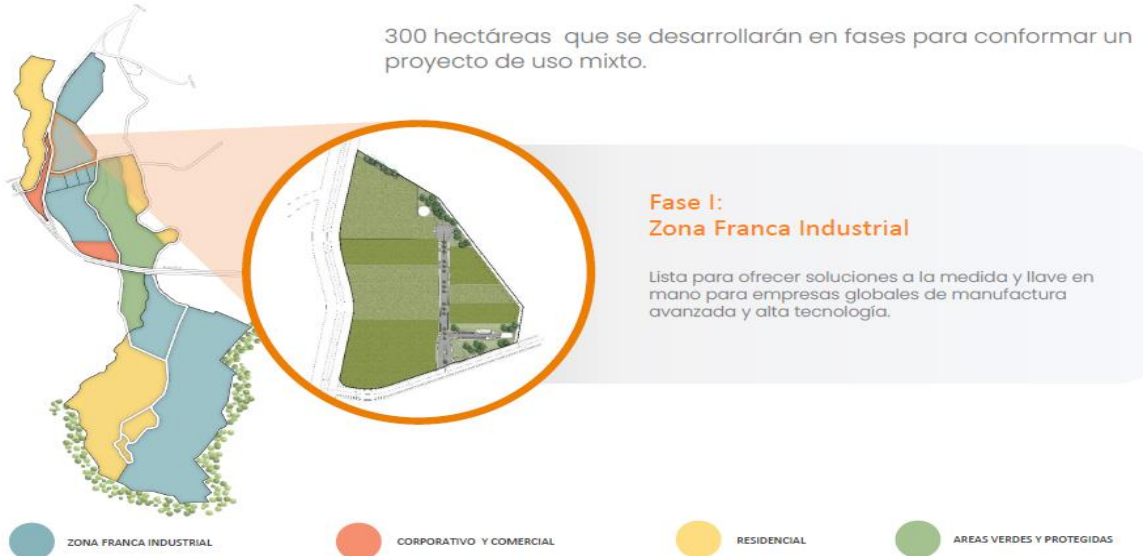 300 hectáreas que se desarrollarán en fases para conformar un
proyecto de uso mixto.
Fase I:
Zona Franca Industrial
Lista para ofrecer soluciones a la medida y llave en
mano para empresas globales de manufactura
avanzada y alta tecnología.
ZONA FRANCA INDUSTRIAL
CORPORATIVO Y COMERCIAL
RESIDENCIAL
AREAS VERDES Y PROTEGIDAS